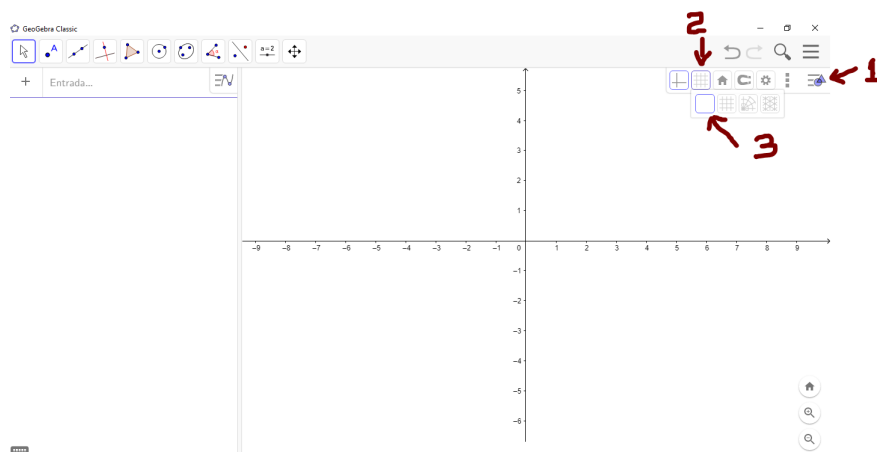 GeoGebra Classic
2
A
a=2
1
Entrada...
3
5
4
3
2
1
–9 –8 –7 –6 –5 –4 –3 –2 –1 0 1 2 3 4 5 6 7 8 9
–1
–2
–3
–4
–5
–6